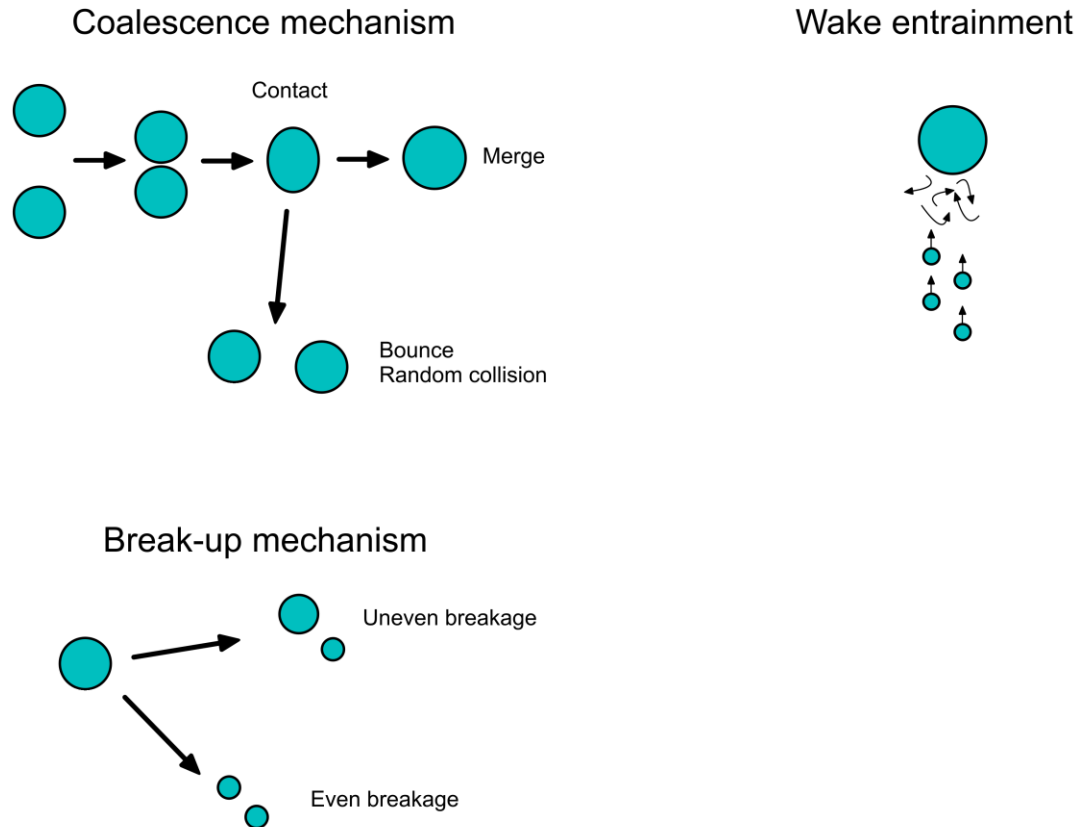 Coalescence mechanism
Wake entrainment
Contact
Merge
Bounce
Random collision
Break-up mechanism
Uneven breakage
Even breakage